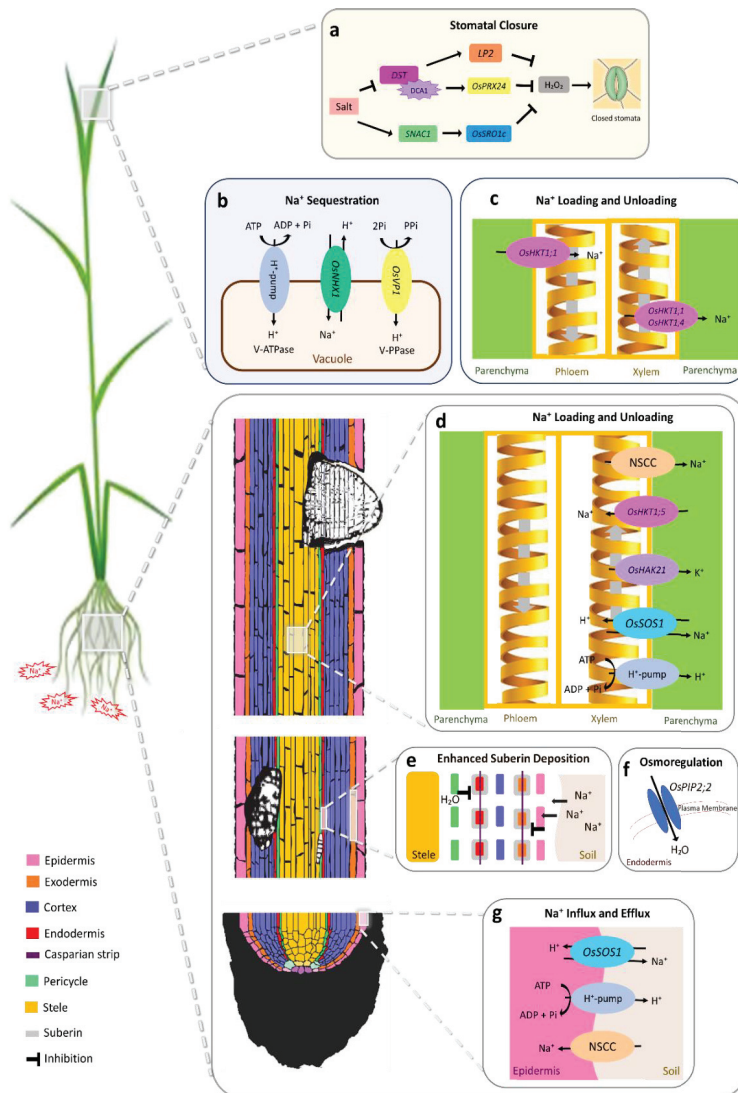 a
Stomatal Closure
LP2
DST
DCA1
OsPRX24
H₂O₂
Salt
SNAC1
OsSRO1c
Closed stomata
b
Na⁺ Sequestration
ATP
ADP + Pi
H⁺
2Pi
PPi
H⁺-pump
OsNHX1
OsVP1
H⁺
Na⁺
H⁺
V-ATPase
V-PPase
Vacuole
c
Na⁺ Loading and Unloading
OsHKT1;1
Na⁺
OsHKT1;1
OsHKT1;4
Na⁺
Parenchyma
Phloem
Xylem
Parenchyma
d
Na⁺ Loading and Unloading
NSCC
Na⁺
Na⁺
OsHKT1;5
OsHAK21
K⁺
H⁺
OsSOS1
Na⁺
ATP
H⁺-pump
H⁺
ADP + Pi
Parenchyma
Phloem
Xylem
Parenchyma
Na⁺
Na⁺
Na⁺
e
Enhanced Suberin Deposition
H₂O
Na⁺
Na⁺
Na⁺
Stele
Soil
f
Osmoregulation
OsPIP2;2
Plasma Membrane
H₂O
Endodermis
Epidermis
Exodermis
Cortex
Endodermis
Casparian strip
Pericycle
Stele
Suberin
Inhibition
g
Na⁺ Influx and Efflux
H⁺
OsSOS1
Na⁺
ATP
H⁺-pump
H⁺
ADP + Pi
Na⁺
NSCC
Epidermis
Soil